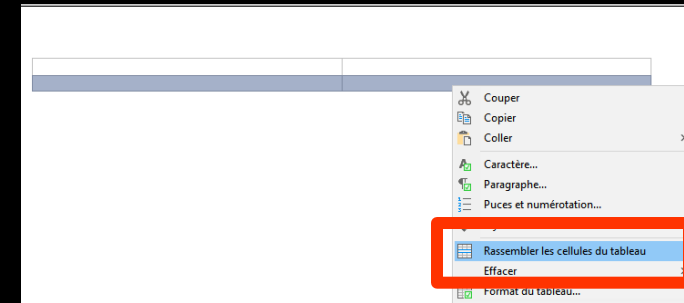 Couper
Copier
Coller
Caractère...
Paragraphe...
Puces et numérotation...
Rassembler les cellules du tableau
Effacer
Format du tableau...